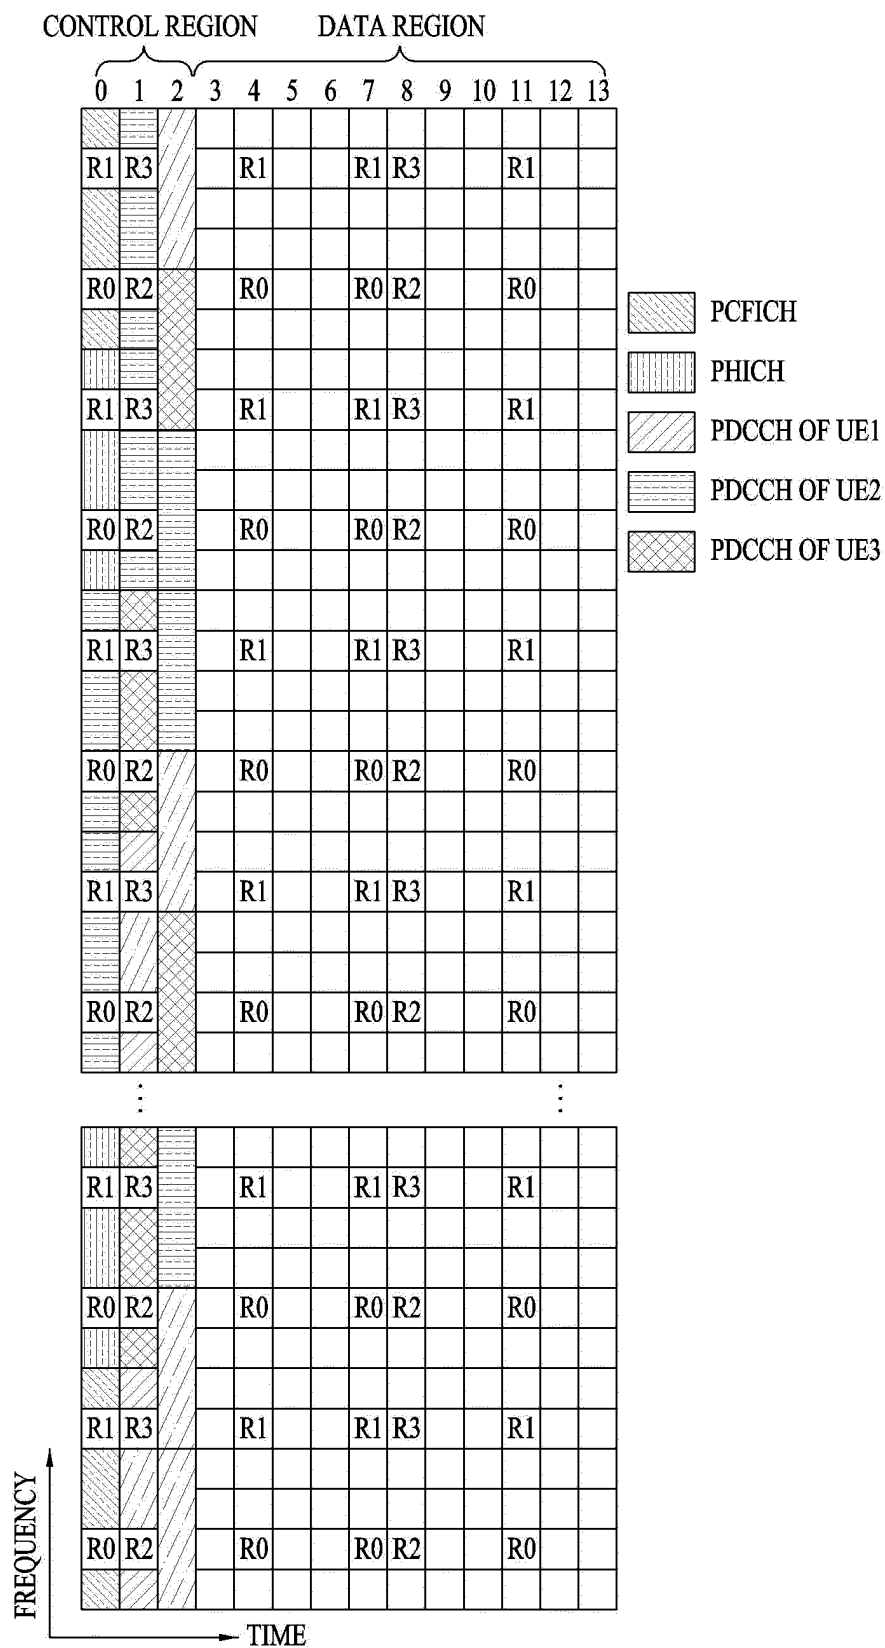 CONTROL REGION DATA REGION
0 1 2 3 4 5 6 7 8 9 10 11 12 13
R1 R3 R1 R1 R3 R1
R0 R2 R0 R0 R2 R0
PCFICH
PHICH
R1 R3 R1 R1 R3 R1
PDCCH OF UE1
PDCCH OF UE2
R0 R2 R0 R0 R2 R0
PDCCH OF UE3
R1 R3 R1 R1 R3 R1
R0 R2 R0 R0 R2 R0
R1 R3 R1 R1 R3 R1
R0 R2 R0 R0 R2 R0
R1 R3 R1 R1 R3 R1
R0 R2 R0 R0 R2 R0
R1 R3 R1 R1 R3 R1
R0 R2 R0 R0 R2 R0
FREQUENCY
TIME